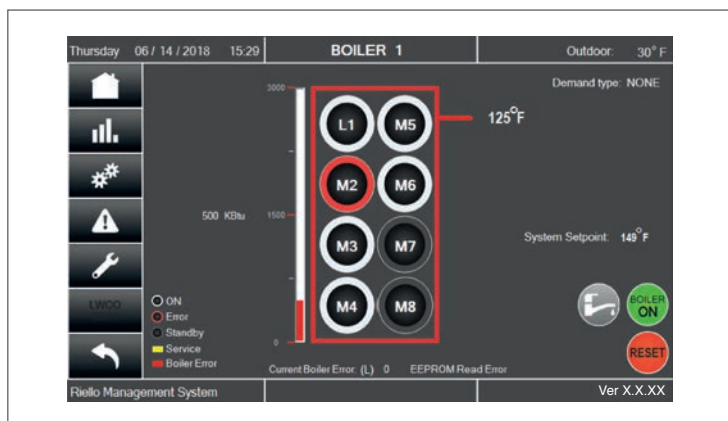 Thursday 06 / 14 / 2018 15:29 BOILER 1 Outdoor: 30°F
Demand type: NONE
3000
L1 M5 125°F
M2 M6
500 KBtu 1500
M3 M7 System Setpoint: 149°F
LWCO
ON
Error
Standby
Service
Boiler Error
M4 M8
BOILER
ON
0
RESET
Current Boiler Error: (L) 0 EEPROM Read Error
Riello Management System Ver X.X.XX